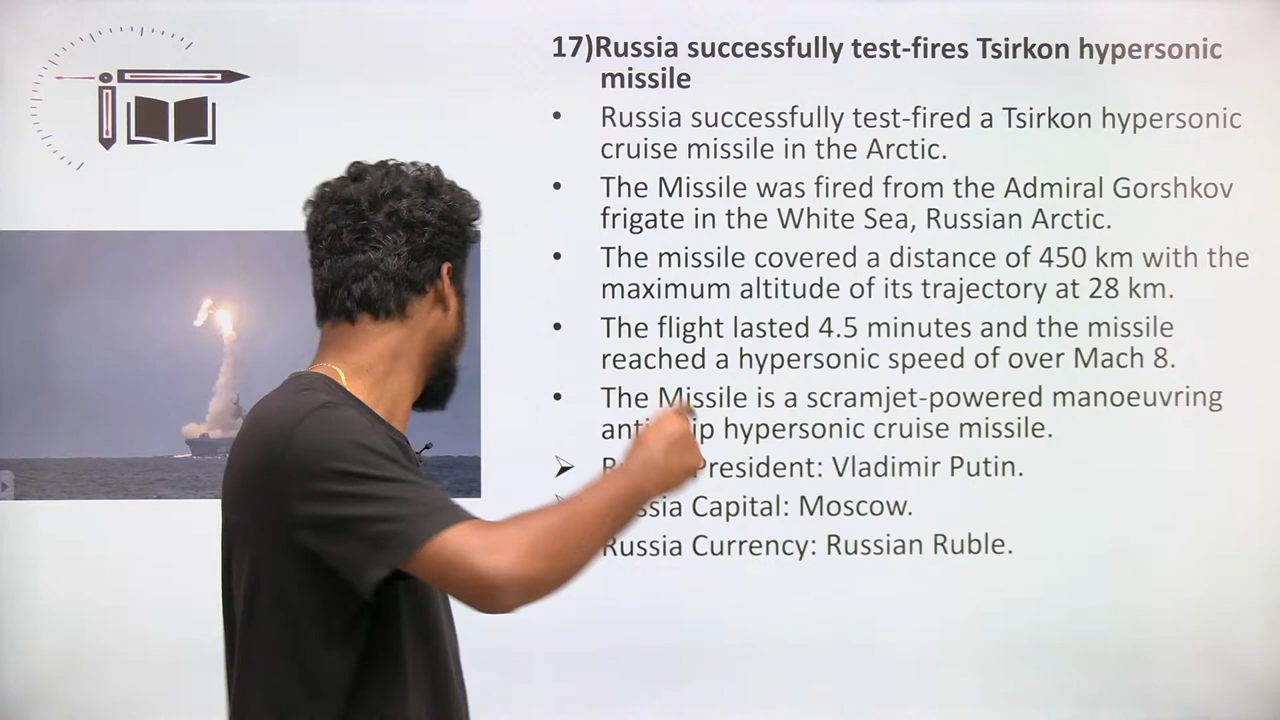 17)Russia successfully test-fires Tsirkon hypersonic
missile
• Russia successfully test-fired a Tsirkon hypersonic
cruise missile in the Arctic.
• The Missile was fired from the Admiral Gorshkov
frigate in the White Sea, Russian Arctic.
• The missile covered a distance of 450 km with the
maximum altitude of its trajectory at 28 km.
• The flight lasted 4.5 minutes and the missile
reached a hypersonic speed of over Mach 8.
• The Missile is a scramjet-powered manoeuvring
hypersonic cruise missile.
➢ President: Vladimir Putin.
Capital: Moscow.
Russia Currency: Russian Ruble.